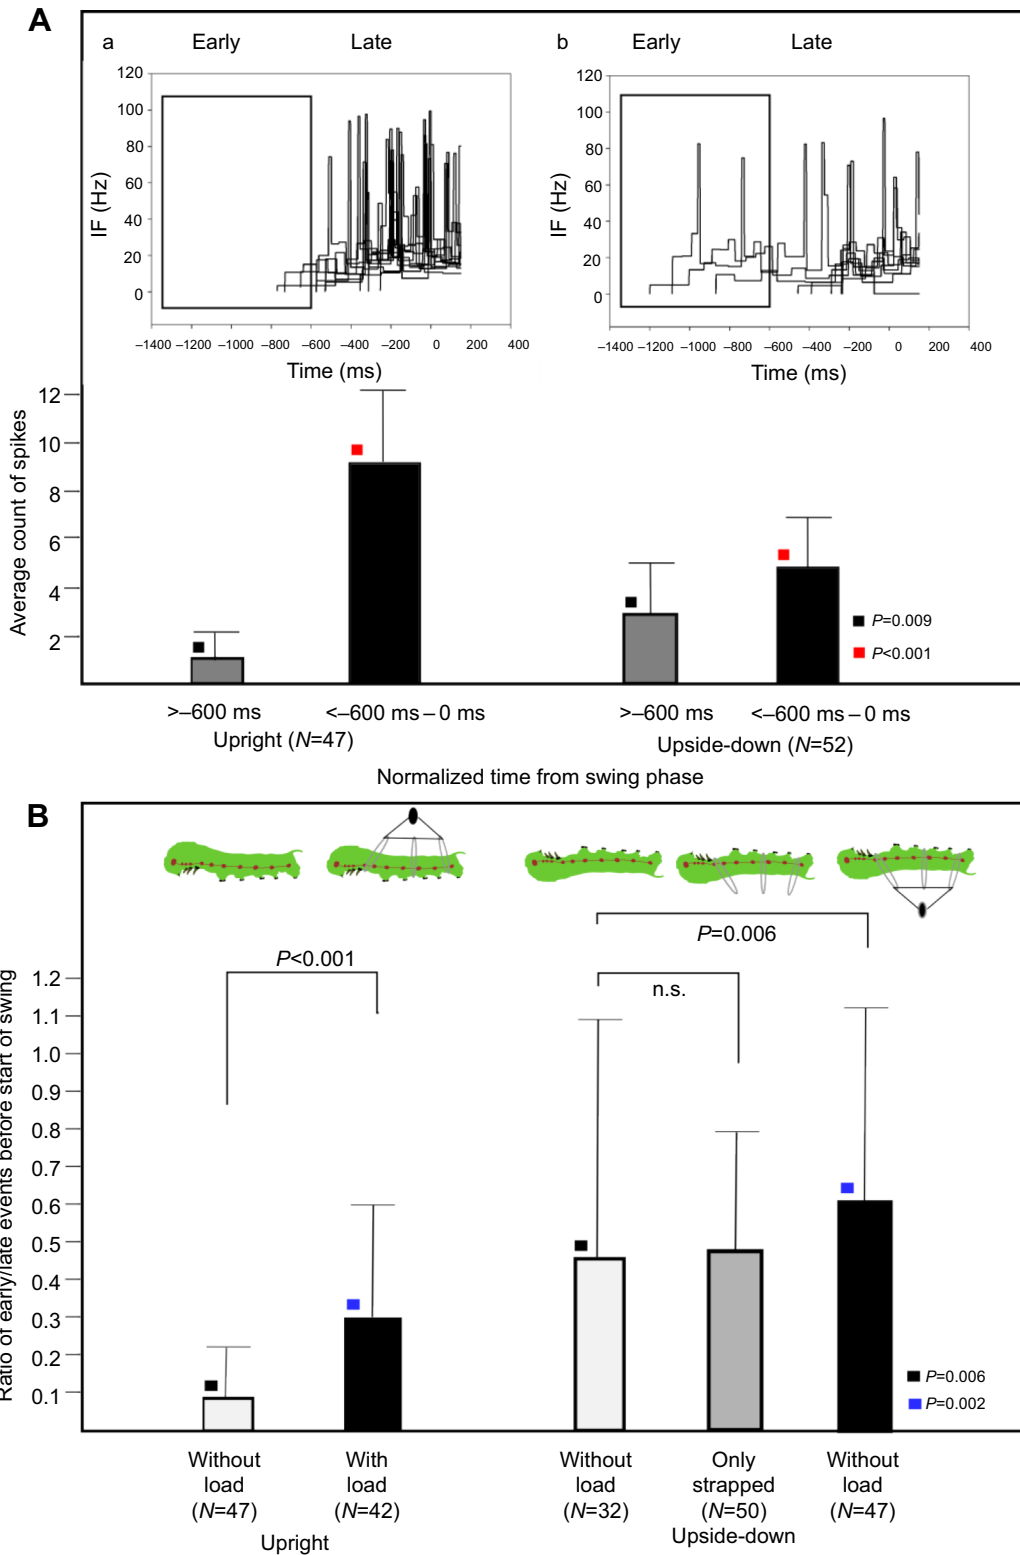 A
a Early Late b Early Late
120
100
80
60
40
20
0
IF (Hz)
–1400 –1200 –1000 –800 –600 –400 –200 0 200 400
Time (ms)
120
100
80
60
40
20
0
IF (Hz)
–1400 –1200 –1000 –800 –600 –400 –200 0 200 400
Time (ms)
12
10
8
6
4
2
Average count of spikes
P=0.009
P<0.001
>–600 ms <–600 ms – 0 ms >–600 ms <–600 ms – 0 ms
Upright (N=47) Upside-down (N=52)
Normalized time from swing phase
B
P=0.006
P<0.001
n.s.
1.2
1.1
1.0
0.9
0.8
0.7
0.6
0.5
0.4
0.3
0.2
0.1
Ratio of early/late events before start of swing
P=0.006
P=0.002
Without load (N=47)
With load (N=42)
Without load (N=32)
Only strapped (N=50)
Without load (N=47)
Upright Upside-down